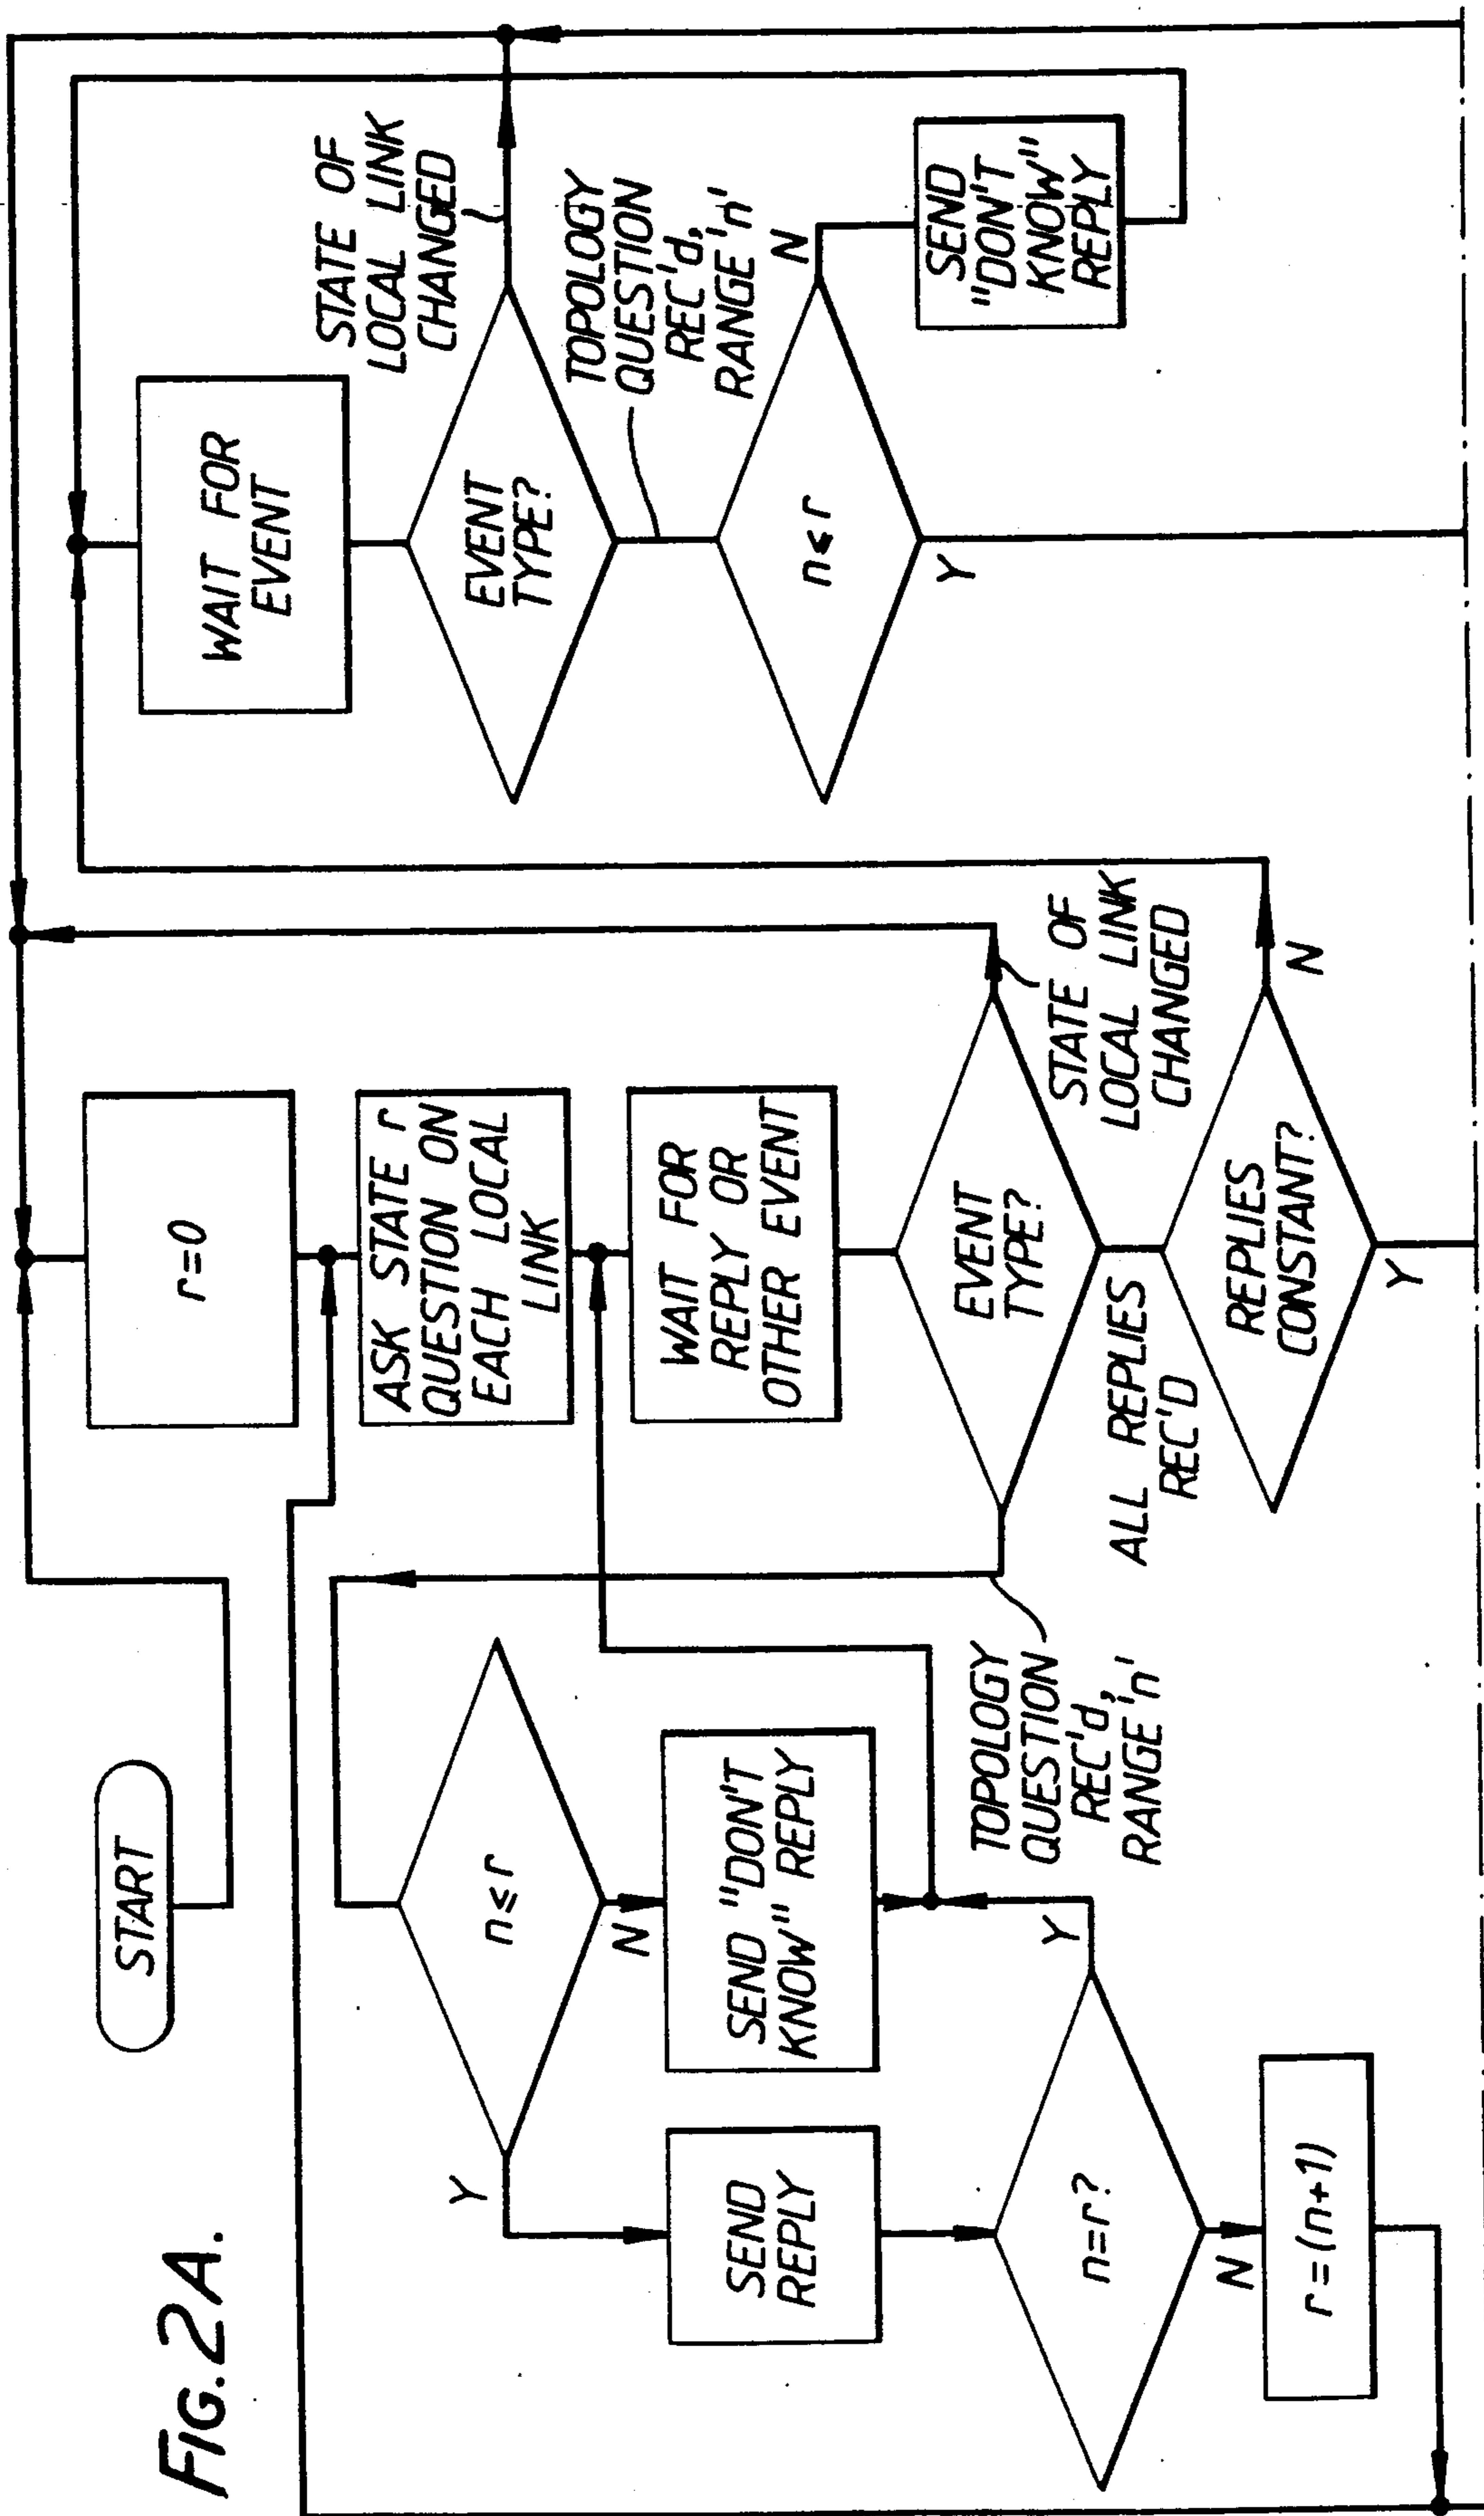 FIG. 2A.
START
n≤r
Y
N
SEND
REPLY
SEND "DON'T
KNOW" REPLY
n=r?
Y
N
r=(n+1)
TOPOLOGY
QUESTION
REC'd,
RANGE 'n'
r=0
ASK STATE r
QUESTION ON
EACH LOCAL
LINK
WAIT FOR
REPLY OR
OTHER EVENT
EVENT
TYPE?
STATE OF
LOCAL LINK
CHANGED
ALL REPLIES
REC'D
REPLIES
CONSTANT?
N
Y
WAIT FOR
EVENT
EVENT
TYPE?
STATE OF
LOCAL LINK
CHANGED
TOPOLOGY
QUESTION
REC'd,
RANGE 'n'
n≤r
N
Y
SEND
"DON'T
KNOW"
REPLY